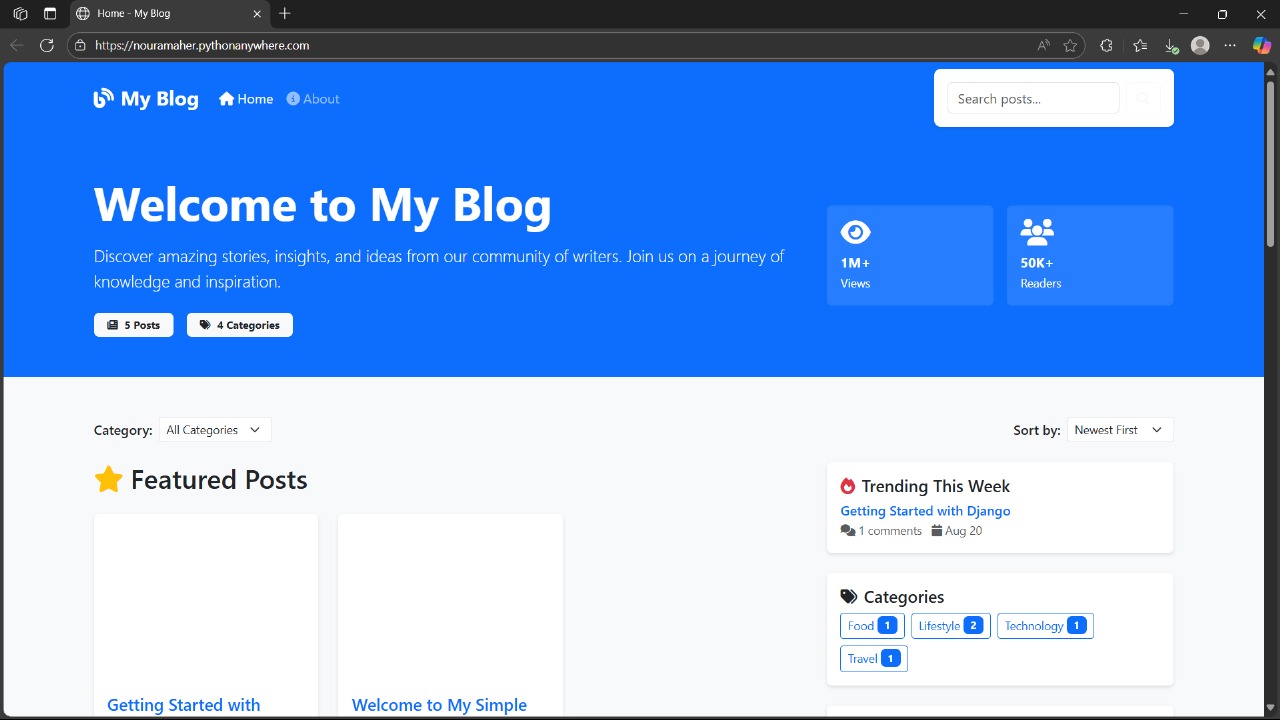 Home - My Blog
https://nouramaher.pythonanywhere.com
My Blog
Home
About
Search posts...
Welcome to My Blog
Discover amazing stories, insights, and ideas from our community of writers. Join us on a journey of
knowledge and inspiration.
5 Posts
4 Categories
1M+
Views
50K+
Readers
Category:
All Categories
Sort by:
Newest First
Featured Posts
Getting Started with
Welcome to My Simple
Trending This Week
Getting Started with Django
1 comments Aug 20
Categories
Food 1
Lifestyle 2
Technology 1
Travel 1